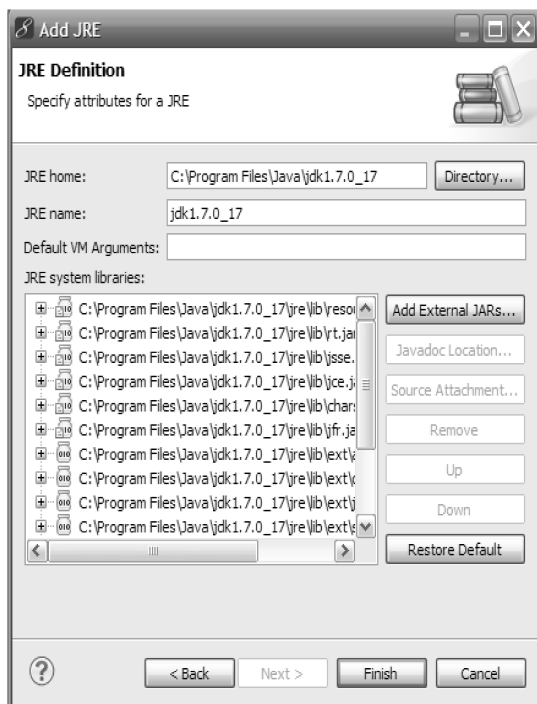 Add JRE
JRE Definition
Specify attributes for a JRE
JRE home: C:\Program Files\Java\jdk1.7.0_17 Directory...
JRE name: jdk1.7.0_17
Default VM Arguments:
JRE system libraries:
C:\Program Files\Java\jdk1.7.0_17\jre\lib\resou
C:\Program Files\Java\jdk1.7.0_17\jre\lib\rt.jar
C:\Program Files\Java\jdk1.7.0_17\jre\lib\jsse.
C:\Program Files\Java\jdk1.7.0_17\jre\lib\jce.j
C:\Program Files\Java\jdk1.7.0_17\jre\lib\char
C:\Program Files\Java\jdk1.7.0_17\jre\lib\jfr.ja
C:\Program Files\Java\jdk1.7.0_17\jre\lib\ext\
C:\Program Files\Java\jdk1.7.0_17\jre\lib\ext\
C:\Program Files\Java\jdk1.7.0_17\jre\lib\ext\
C:\Program Files\Java\jdk1.7.0_17\jre\lib\ext\
Add External JARs...
Javadoc Location...
Source Attachment...
Remove
Up
Down
Restore Default
< Back Next > Finish Cancel